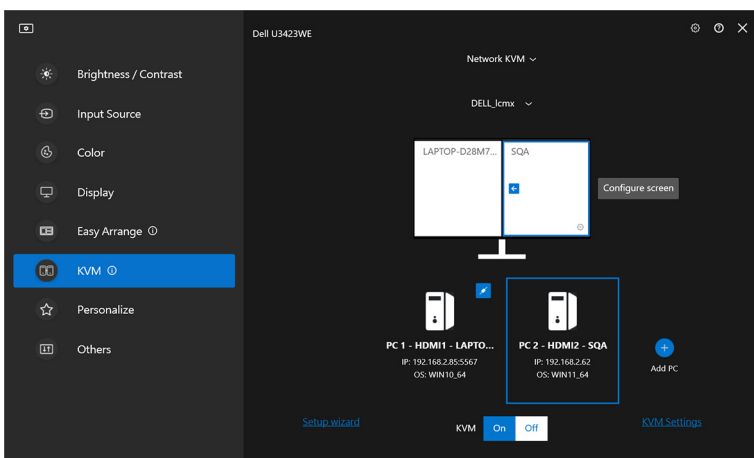 Dell U3423WE
Network KVM
Brightness / Contrast
Input Source
Color
Display
Easy Arrange
KVM
Personalize
Others
DELL_lcmx
LAPTOP-D28M7...
SQA
Configure screen
PC 1 - HDMI1 - LAPTO...
IP: 192.168.2.85:5567
OS: WIN10_64
PC 2 - HDMI2 - SQA
IP: 192.168.2.62
OS: WIN11_64
Add PC
Setup wizard
KVM On Off
KVM Settings